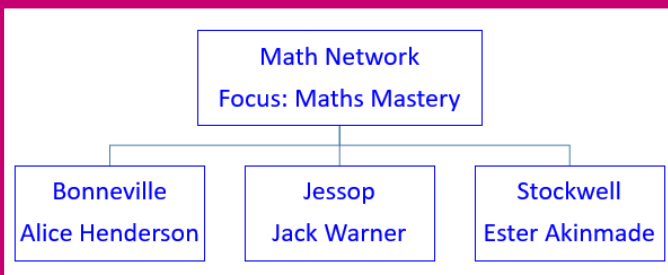 Math Network
Focus: Maths Mastery
Bonneville
Alice Henderson
Jessop
Jack Warner
Stockwell
Ester Akinmade